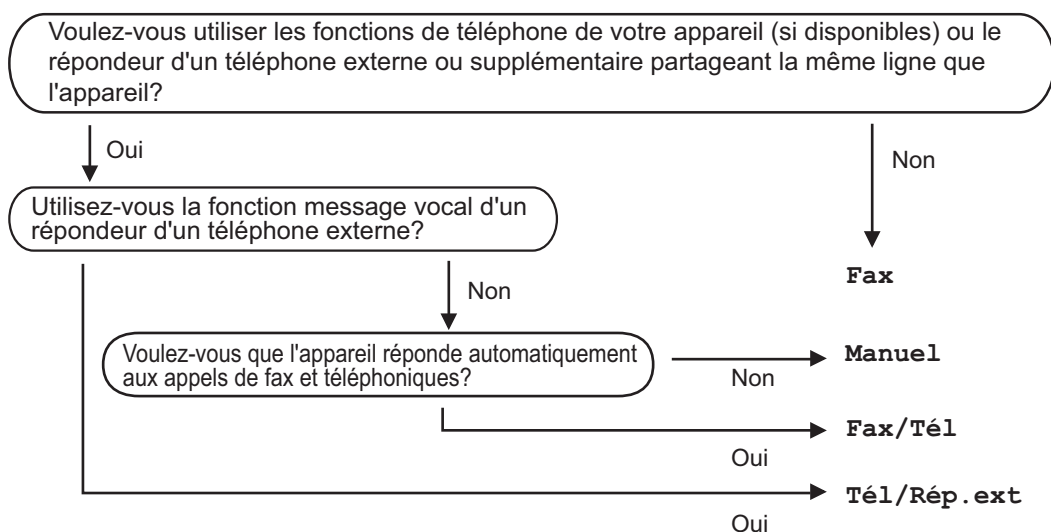 Voulez-vous utiliser les fonctions de téléphone de votre appareil (si disponibles) ou le
répondeur d'un téléphone externe ou supplémentaire partageant la même ligne que
l'appareil?
Oui
Non
Utilisez-vous la fonction message vocal d'un
répondeur d'un téléphone externe?
Fax
Non
Voulez-vous que l'appareil réponde automatiquement
aux appels de fax et téléphoniques?
Manuel
Non
Fax/Tél
Oui
Tél/Rép.ext
Oui